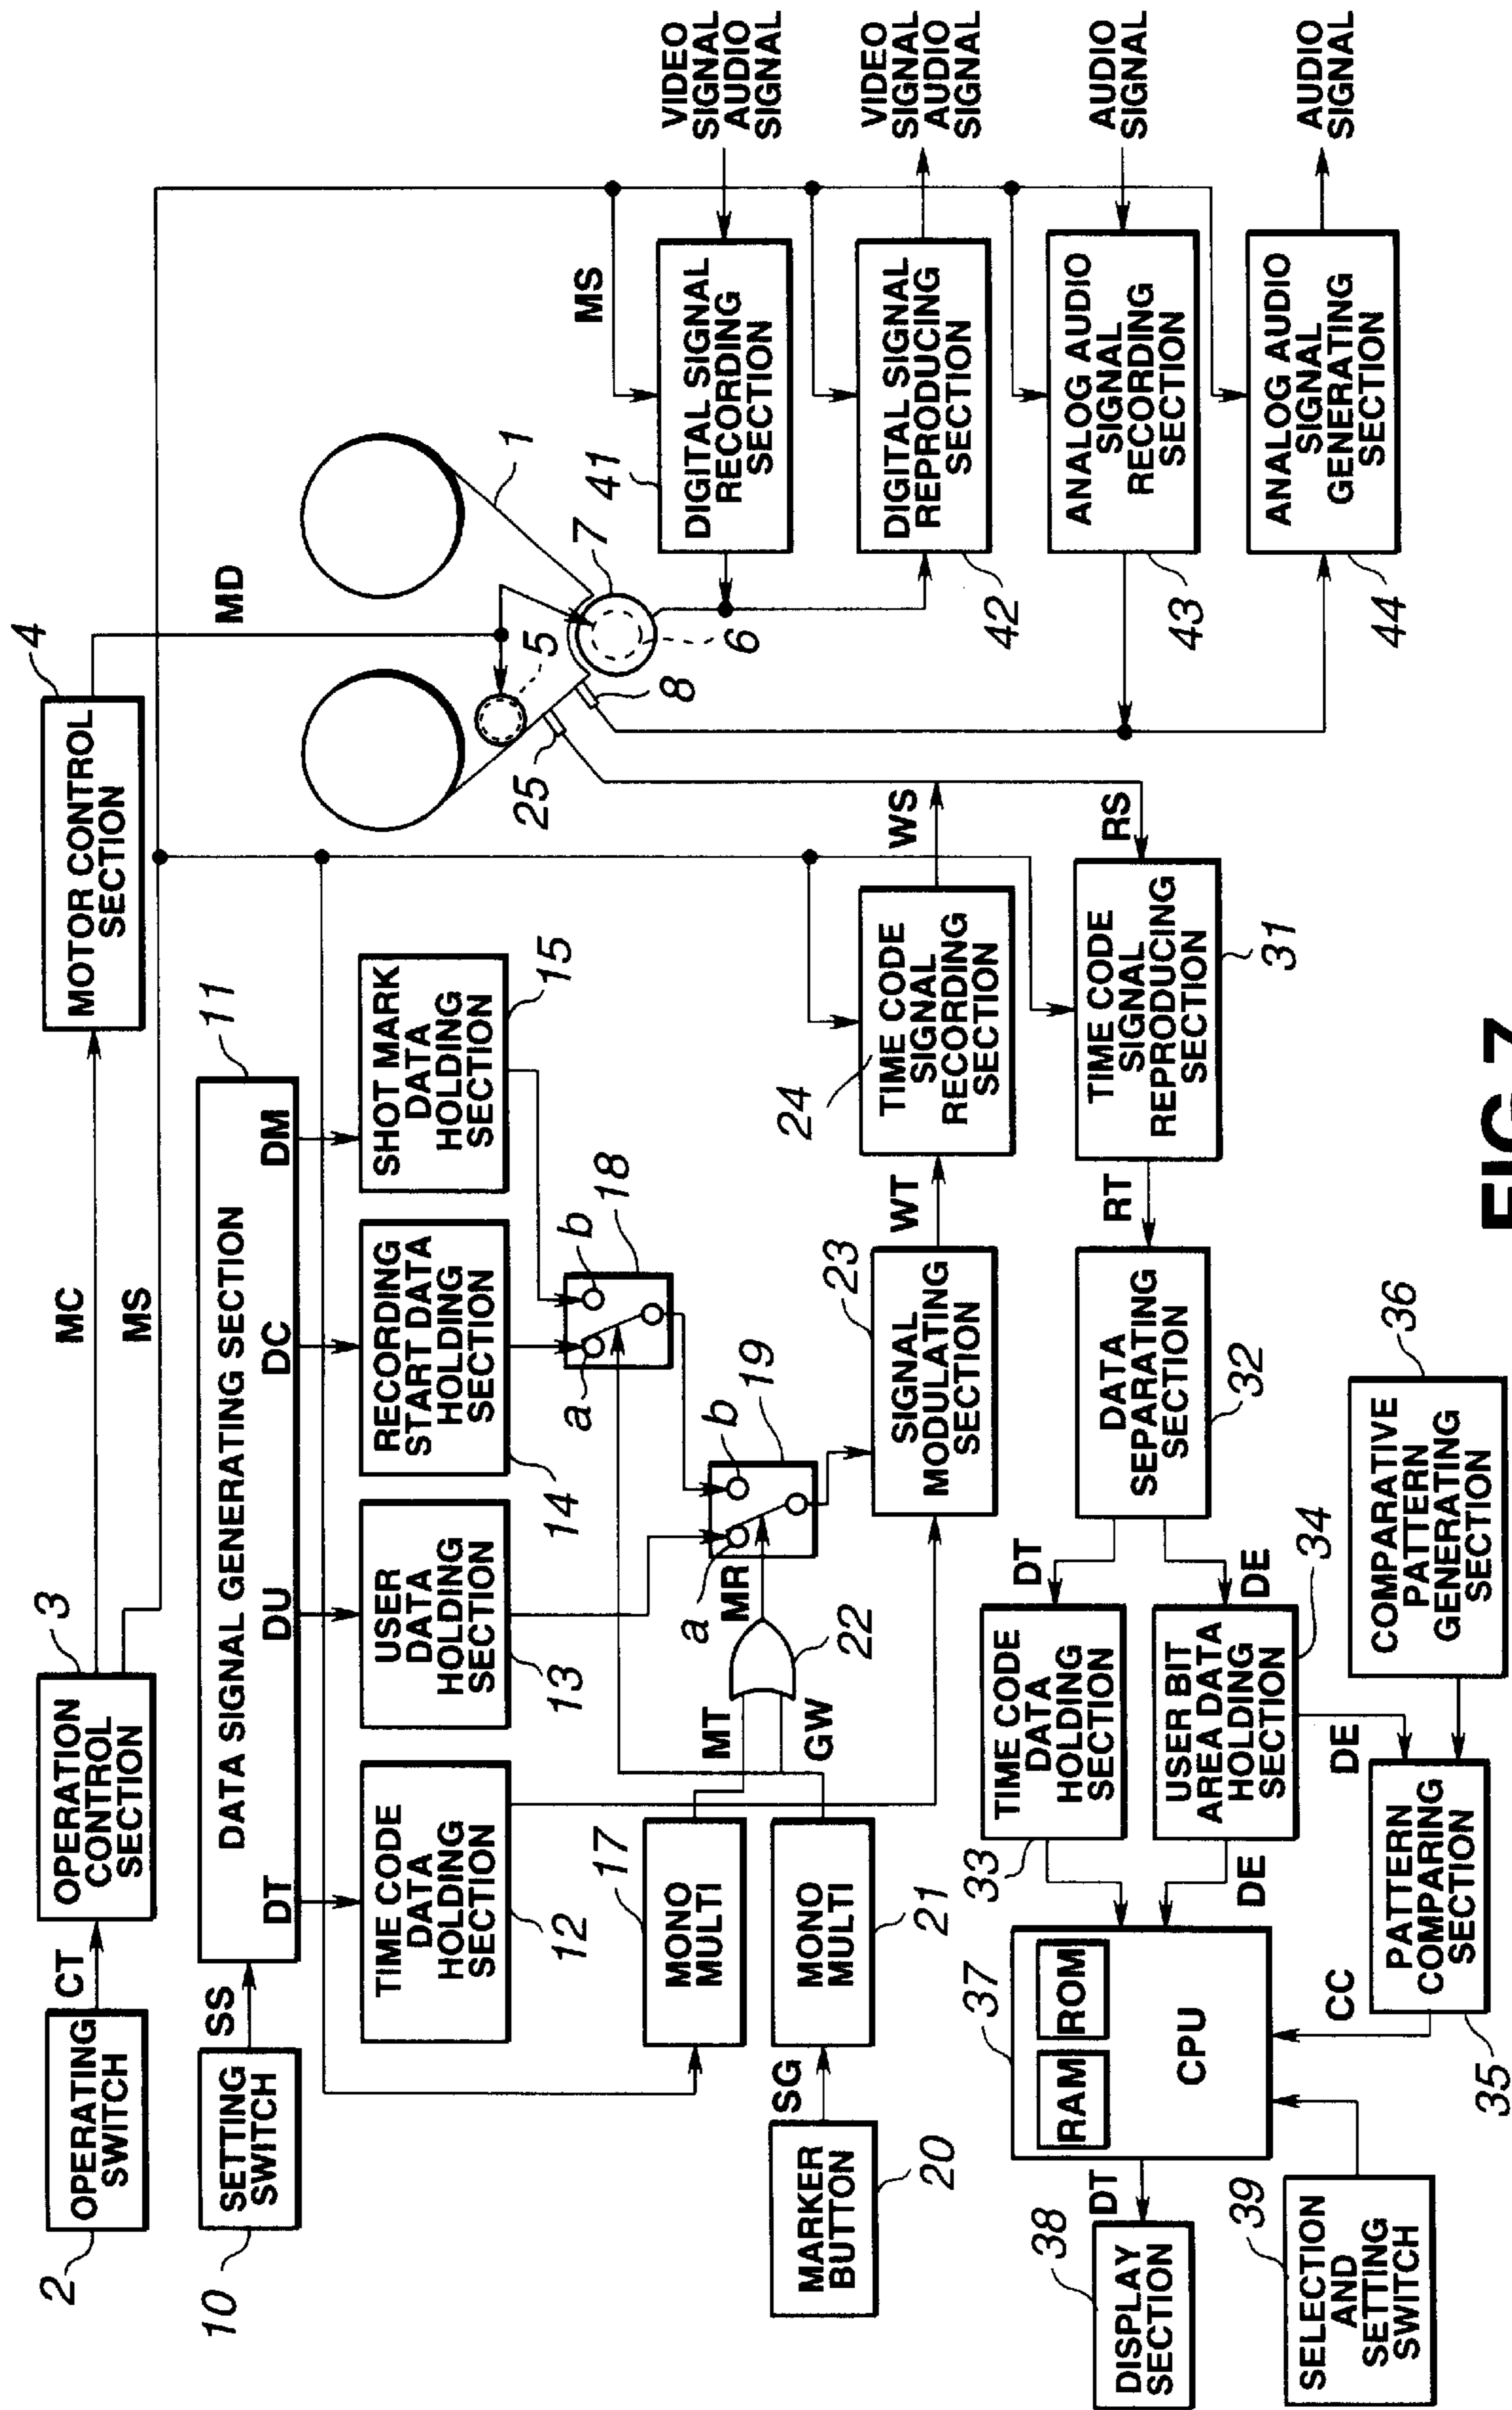 2
OPERATING
SWITCH
CT
3
OPERATION
CONTROL
SECTION
MC
MS
4
MOTOR CONTROL
SECTION
MD
10
SETTING
SWITCH
SS
11
DATA SIGNAL GENERATING SECTION
DT
DU
DC
DM
TIME CODE
DATA
HOLDING
SECTION
12
USER
DATA
HOLDING
SECTION
13
RECORDING
START DATA
HOLDING
SECTION
14
SHOT MARK
DATA
HOLDING
SECTION
15
1
5
6
7
8
25
17
MONO
MULTI
MT
a
b
18
20
MARKER
BUTTON
SG
21
MONO
MULTI
GW
22
MR
a
b
19
23
SIGNAL
MODULATING
SECTION
WT
24
TIME CODE
SIGNAL
RECORDING
SECTION
WS
RS
TIME CODE
SIGNAL
REPRODUCING
SECTION
31
RT
DATA
SEPARATING
SECTION
32
DT
DE
33
TIME CODE
DATA
HOLDING
SECTION
34
USER BIT
AREA DATA
HOLDING
SECTION
DE
DE
36
COMPARATIVE
PATTERN
GENERATING
SECTION
35
PATTERN
COMPARING
SECTION
CC
37
RAM
ROM
CPU
DT
38
DISPLAY
SECTION
39
SELECTION
AND
SETTING
SWITCH
MS
41
DIGITAL SIGNAL
RECORDING
SECTION
VIDEO
SIGNAL
AUDIO
SIGNAL
42
DIGITAL SIGNAL
REPRODUCING
SECTION
VIDEO
SIGNAL
AUDIO
SIGNAL
43
ANALOG AUDIO
SIGNAL
RECORDING
SECTION
AUDIO
SIGNAL
44
ANALOG AUDIO
SIGNAL
GENERATING
SECTION
AUDIO
SIGNAL
FIG.7